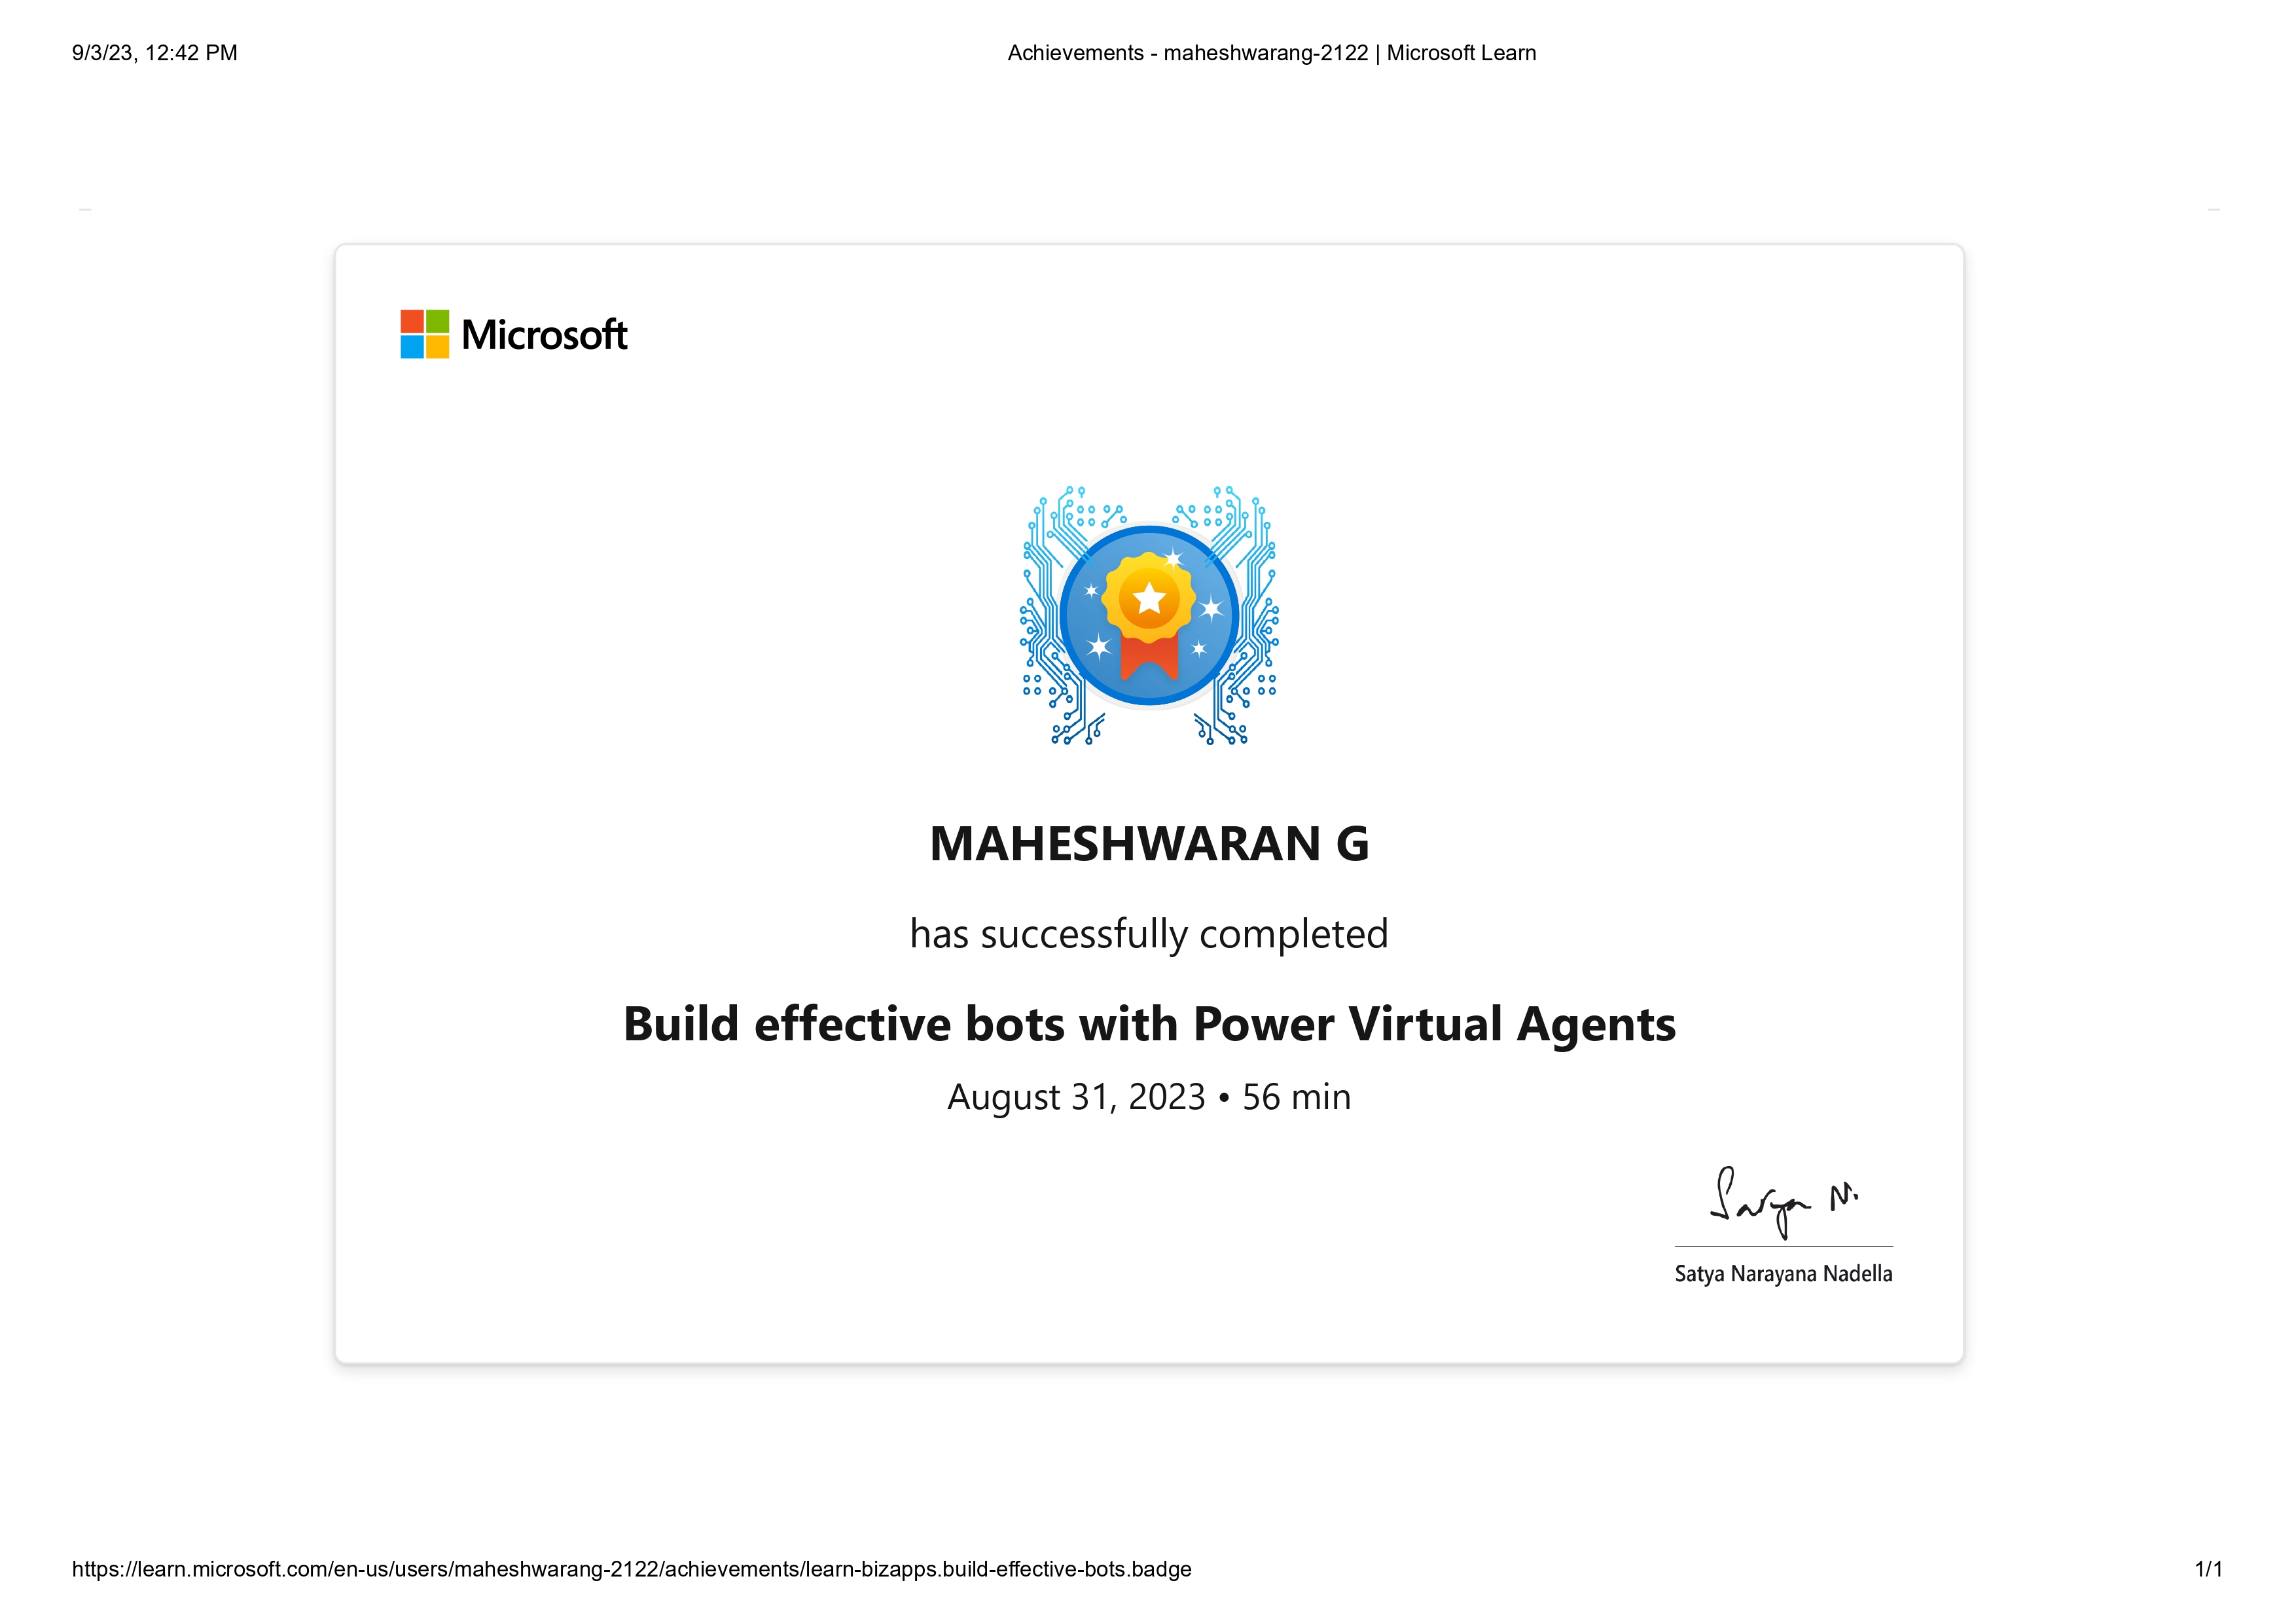 9/3/23, 12:42 PM
Achievements - maheshwarang-2122 | Microsoft Learn
Microsoft
MAHESHWARAN G
has successfully completed
Build effective bots with Power Virtual Agents
August 31, 2023 • 56 min
Satya N.
Satya Narayana Nadella
https://learn.microsoft.com/en-us/users/maheshwarang-2122/achievements/learn-bizapps.build-effective-bots.badge
1/1